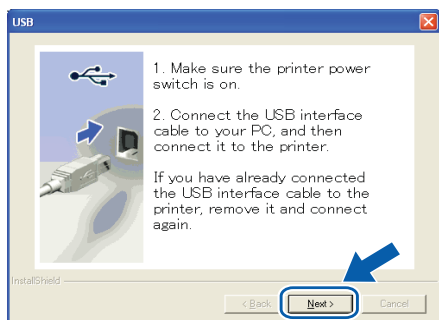 USB
1. Make sure the printer power
switch is on.
2. Connect the USB interface
cable to your PC, and then
connect it to the printer.
If you have already connected
the USB interface cable to the
printer, remove it and connect
again.
InstallShield
< Back
Next >
Cancel